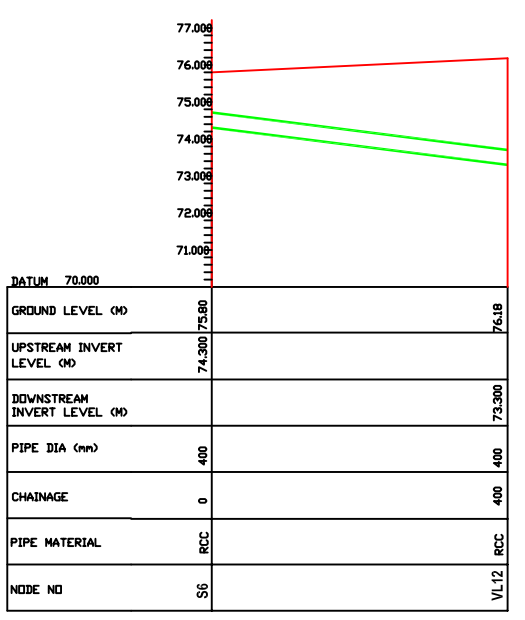 77.000
76.000
75.000
74.000
73.000
72.000
71.000
DATUM 70.000
GROUND LEVEL (M) 75.80 76.18
UPSTREAM INVERT
LEVEL (M) 74.300
DOWNSTREAM
INVERT LEVEL (M) 73.300
PIPE DIA (mm) 400 400
CHAINAGE 0 400
PIPE MATERIAL RCC RCC
NODE NO S6 VL12